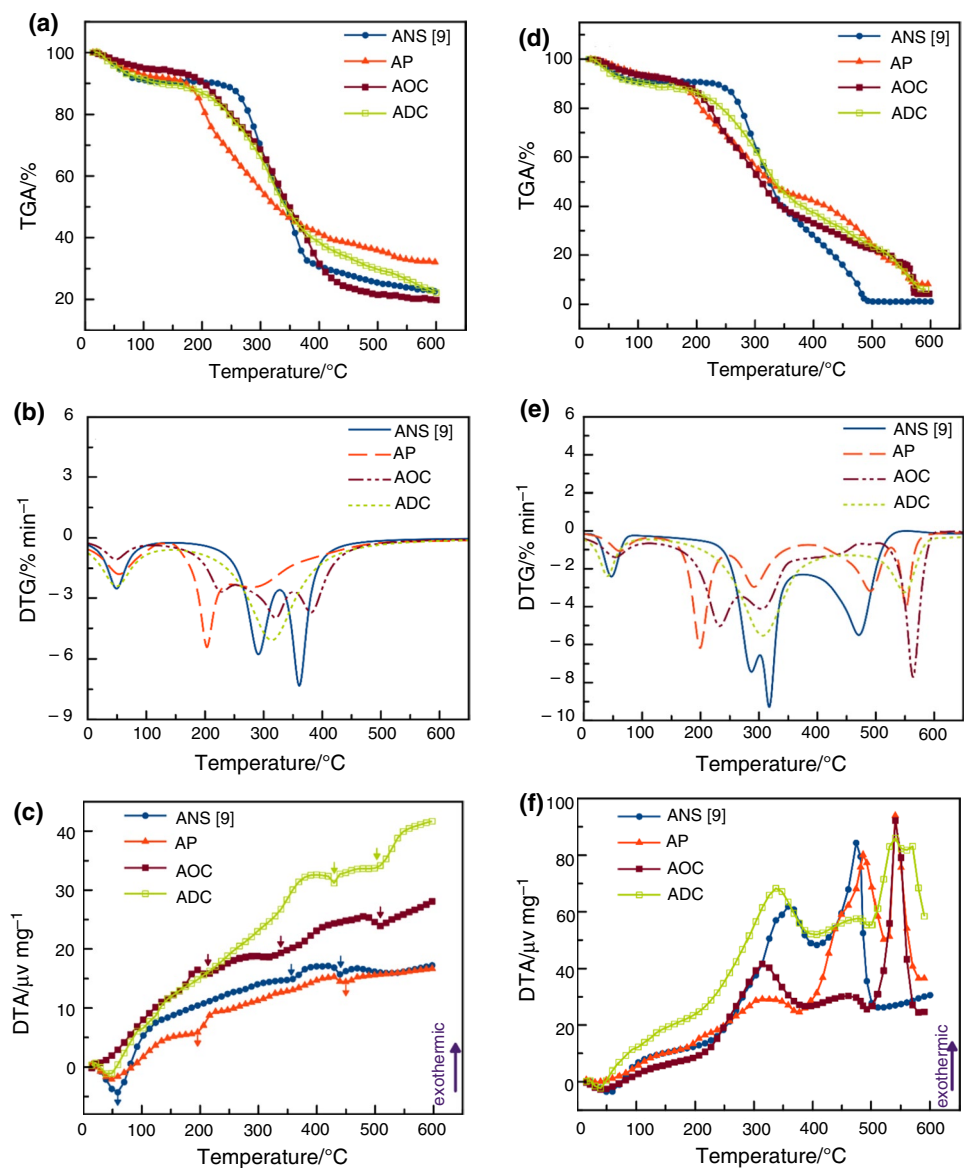 (a)
ANS [9]
AP
AOC
ADC
100
80
60
40
20
TGA/%
0 100 200 300 400 500 600
Temperature/°C
(d)
ANS [9]
AP
AOC
ADC
100
80
60
40
20
0
TGA/%
0 100 200 300 400 500 600
Temperature/°C
(b)
ANS [9]
AP
AOC
ADC
6
3
0
– 3
– 6
– 9
DTG/% min⁻¹
0 100 200 300 400 500 600
Temperature/°C
(e)
ANS [9]
AP
AOC
ADC
6
4
2
0
– 2
– 4
– 6
– 8
– 10
DTG/% min⁻¹
0 100 200 300 400 500 600
Temperature/°C
(c)
ANS [9]
AP
AOC
ADC
40
30
20
10
0
DTA/μv mg⁻¹
exothermic
0 100 200 300 400 500 600
Temperature/°C
(f)
ANS [9]
AP
AOC
ADC
100
80
60
40
20
0
DTA/μv mg⁻¹
exothermic
0 100 200 300 400 500 600
Temperature/°C